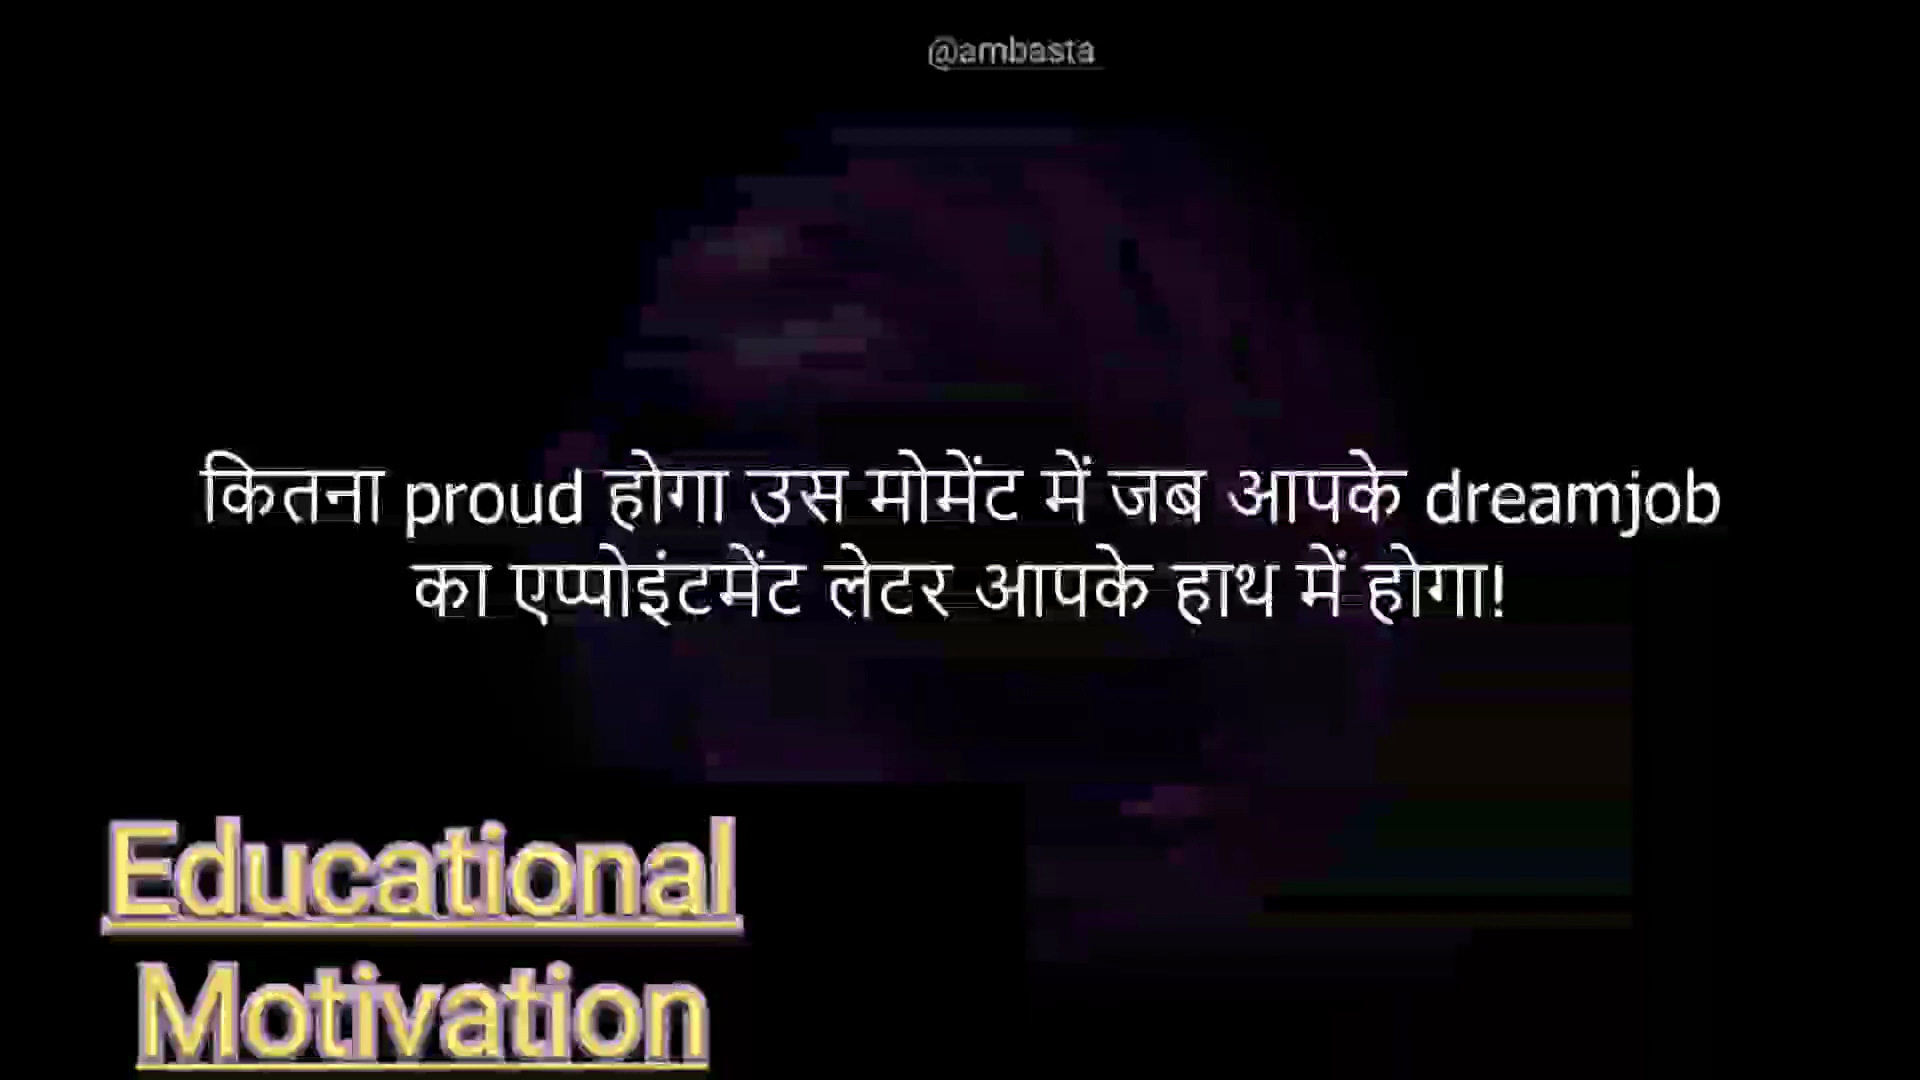 @ambasta
कितना proud होगा उस मोमेंट में जब आपके dreamjob
का एप्पोइंटमेंट लेटर आपके हाथ में होगा!
Educational
Motivation